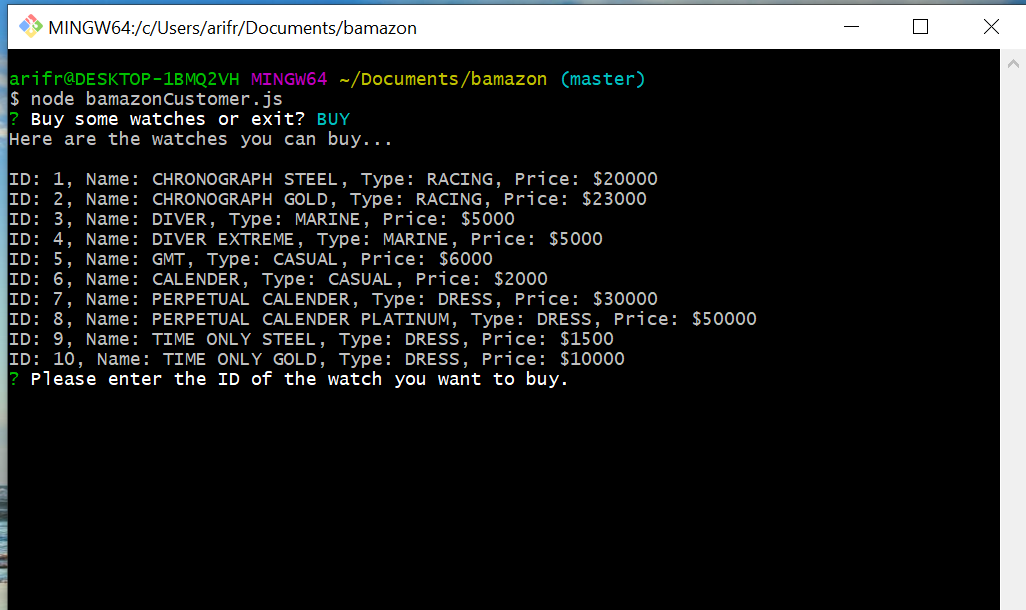 MINGW64:/c/Users/arifr/Documents/bamazon
arifr@DESKTOP-1BMQ2VH MINGW64 ~/Documents/bamazon (master)
$ node bamazonCustomer.js
? Buy some watches or exit? BUY
Here are the watches you can buy...
ID: 1, Name: CHRONOGRAPH STEEL, Type: RACING, Price: $20000
ID: 2, Name: CHRONOGRAPH GOLD, Type: RACING, Price: $23000
ID: 3, Name: DIVER, Type: MARINE, Price: $5000
ID: 4, Name: DIVER EXTREME, Type: MARINE, Price: $5000
ID: 5, Name: GMT, Type: CASUAL, Price: $6000
ID: 6, Name: CALENDER, Type: CASUAL, Price: $2000
ID: 7, Name: PERPETUAL CALENDER, Type: DRESS, Price: $30000
ID: 8, Name: PERPETUAL CALENDER PLATINUM, Type: DRESS, Price: $50000
ID: 9, Name: TIME ONLY STEEL, Type: DRESS, Price: $1500
ID: 10, Name: TIME ONLY GOLD, Type: DRESS, Price: $10000
? Please enter the ID of the watch you want to buy.